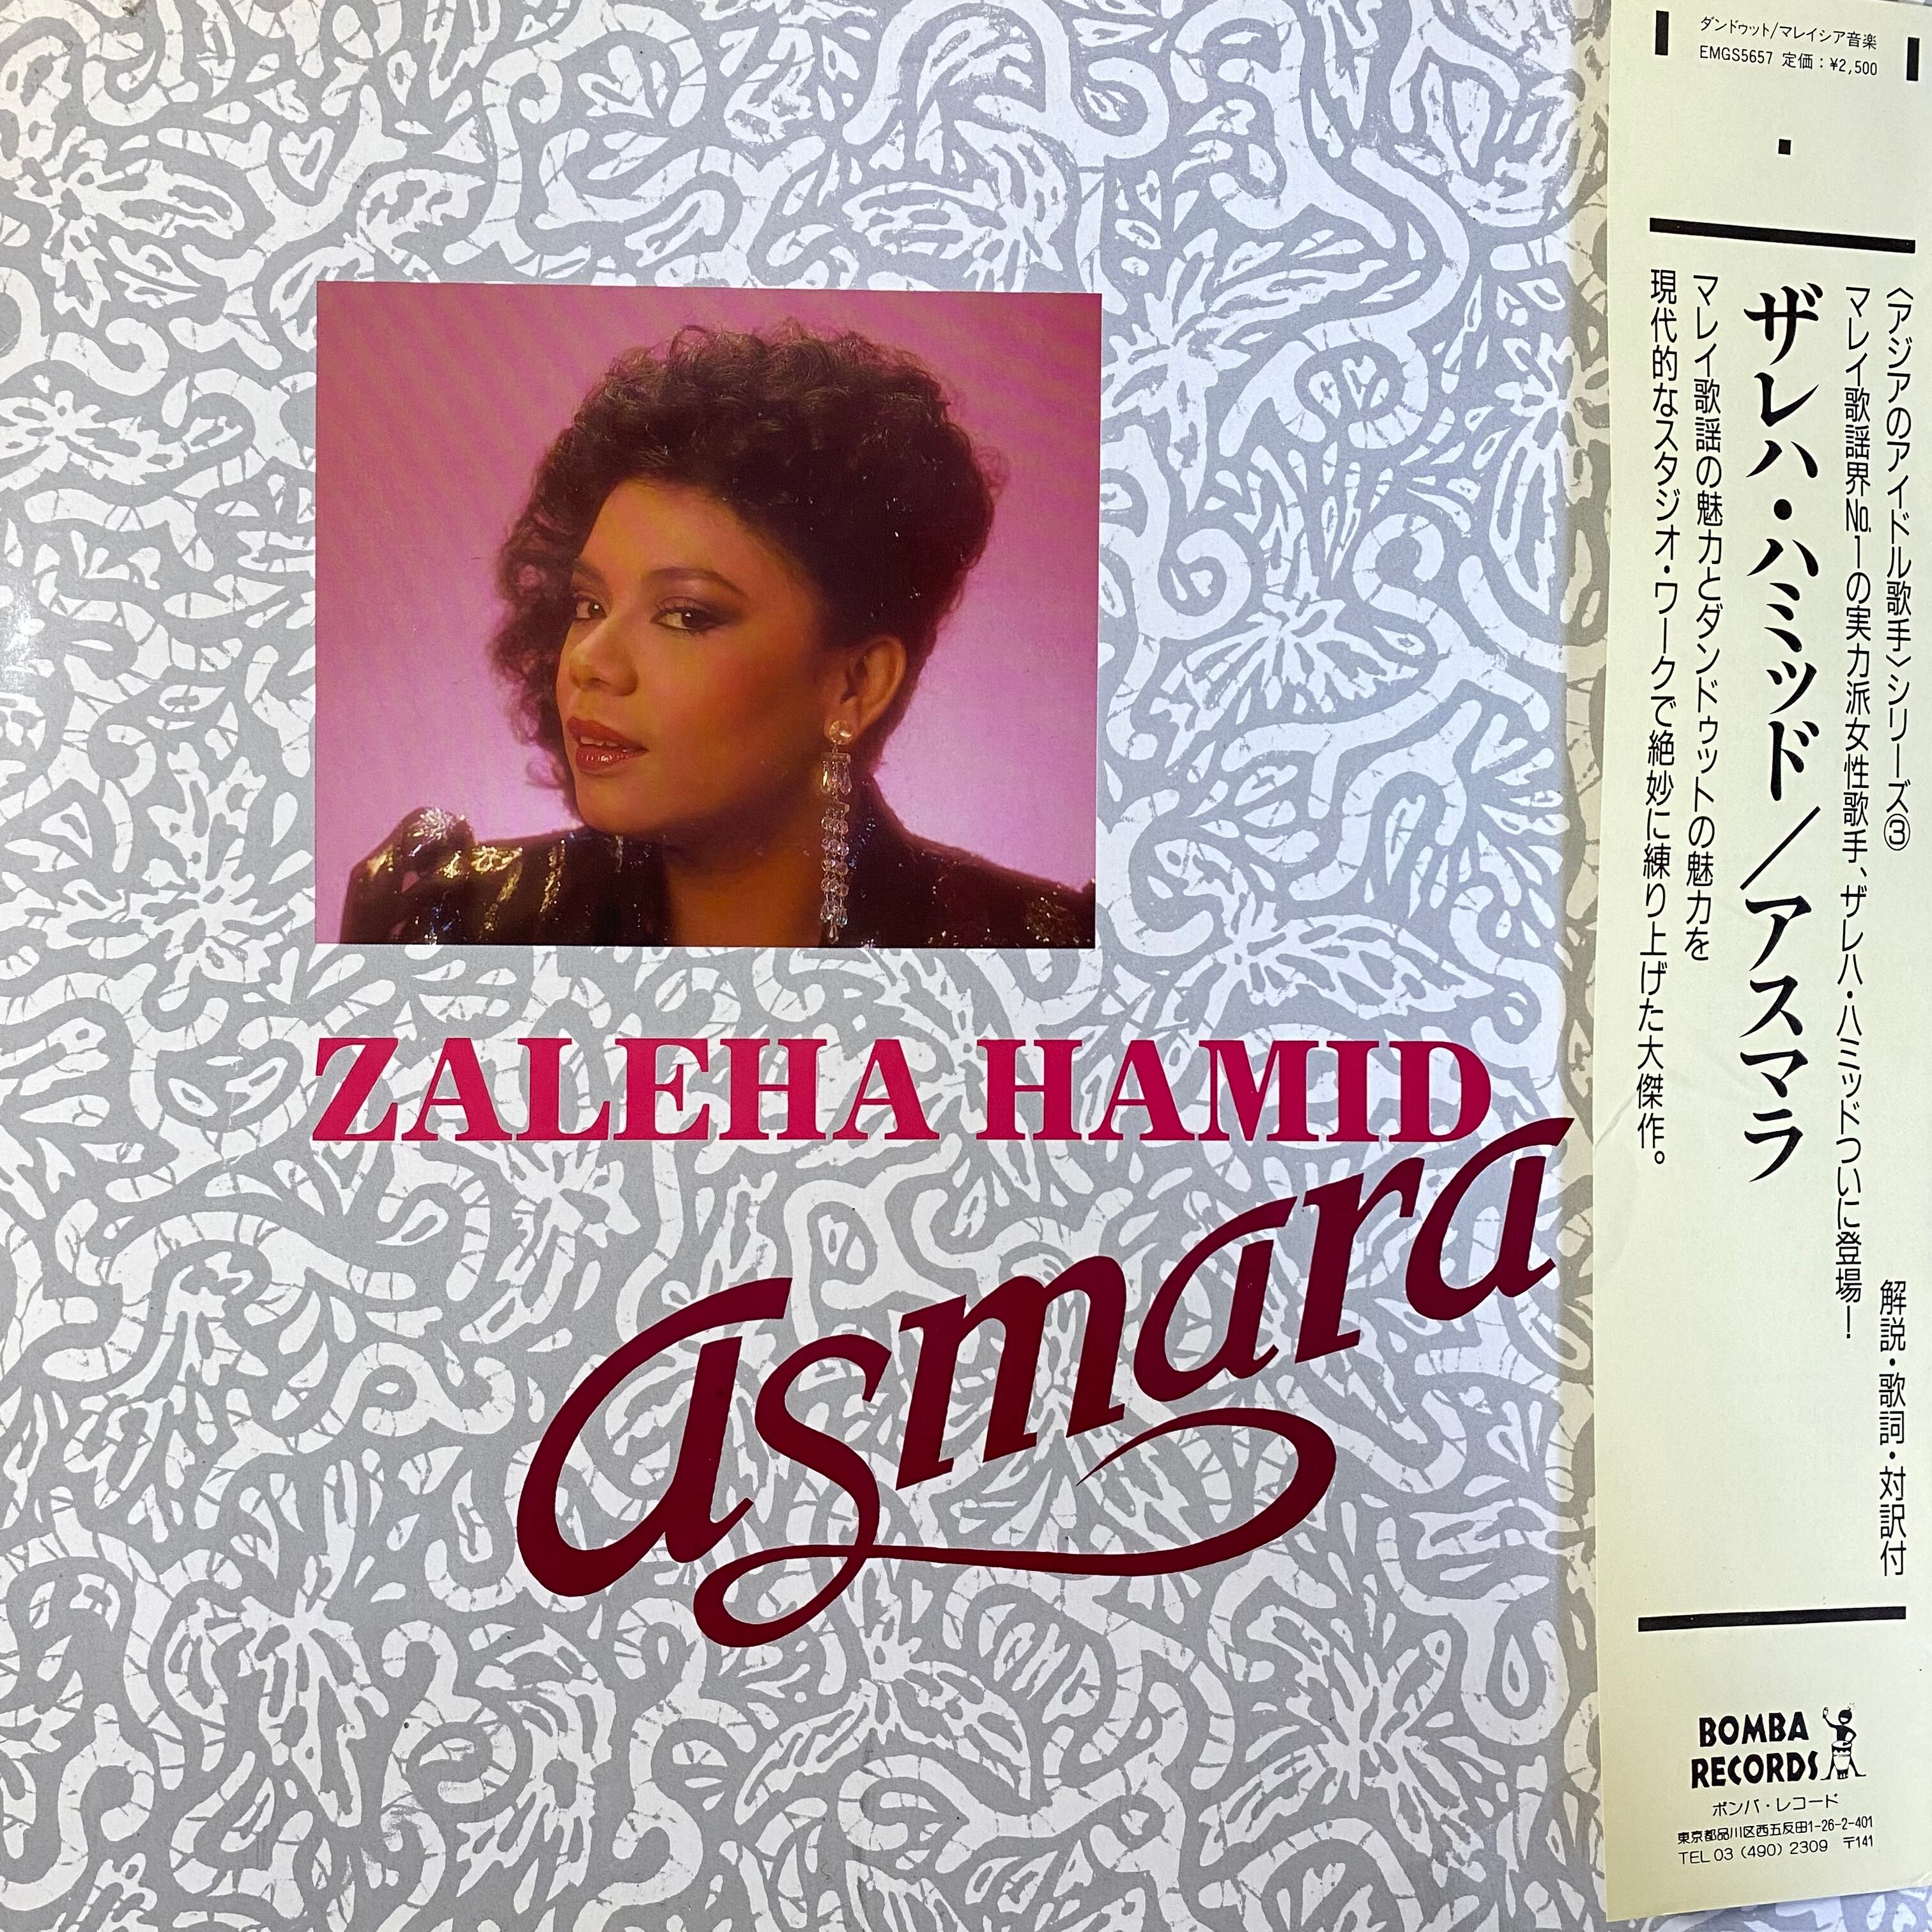 ZALEHA HAMID
asmara
ダンドゥット/マレイシア音楽
EMGS5657 定価：¥2,500
〈アジアのアイドル歌手〉シリーズ③
マレイ歌謡界№1の実力派女性歌手、ザレハ・ハミッドついに登場！
ザレハ・ハミッド／アスマラ
マレイ歌謡の魅力とダンドゥットの魅力を
現代的なスタジオ・ワークで絶妙に練り上げた大傑作。
解説・歌詞・対訳付
BOMBA
RECORDS
ボンバ・レコード
東京都品川区西五反田1-26-2-401
TEL 03（490）2309 〒141